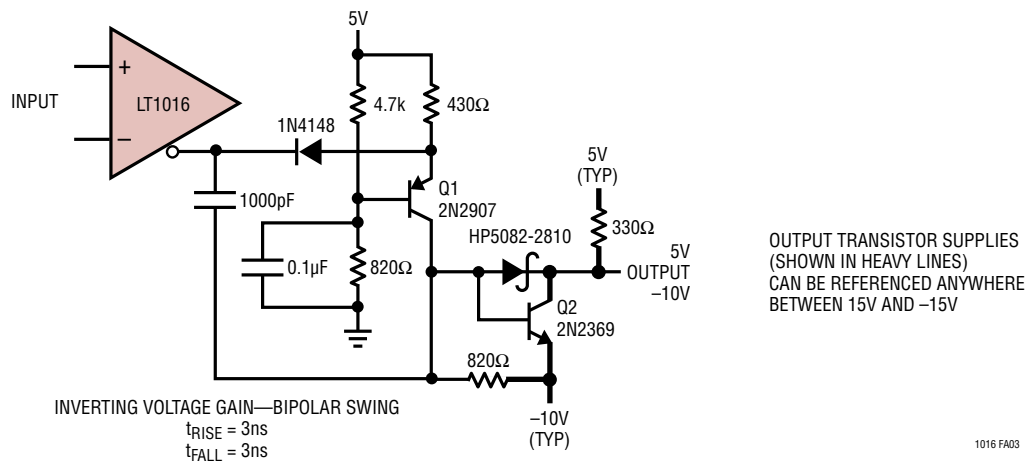 5V
+
INPUT
LT1016
−
4.7k
430Ω
1N4148
1000pF
Q1
2N2907
5V
(TYP)
330Ω
HP5082-2810
5V
OUTPUT
–10V
0.1µF
820Ω
Q2
2N2369
820Ω
–10V
(TYP)
OUTPUT TRANSISTOR SUPPLIES
(SHOWN IN HEAVY LINES)
CAN BE REFERENCED ANYWHERE
BETWEEN 15V AND –15V
INVERTING VOLTAGE GAIN—BIPOLAR SWING
tRISE = 3ns
tFALL = 3ns
1016 FA03